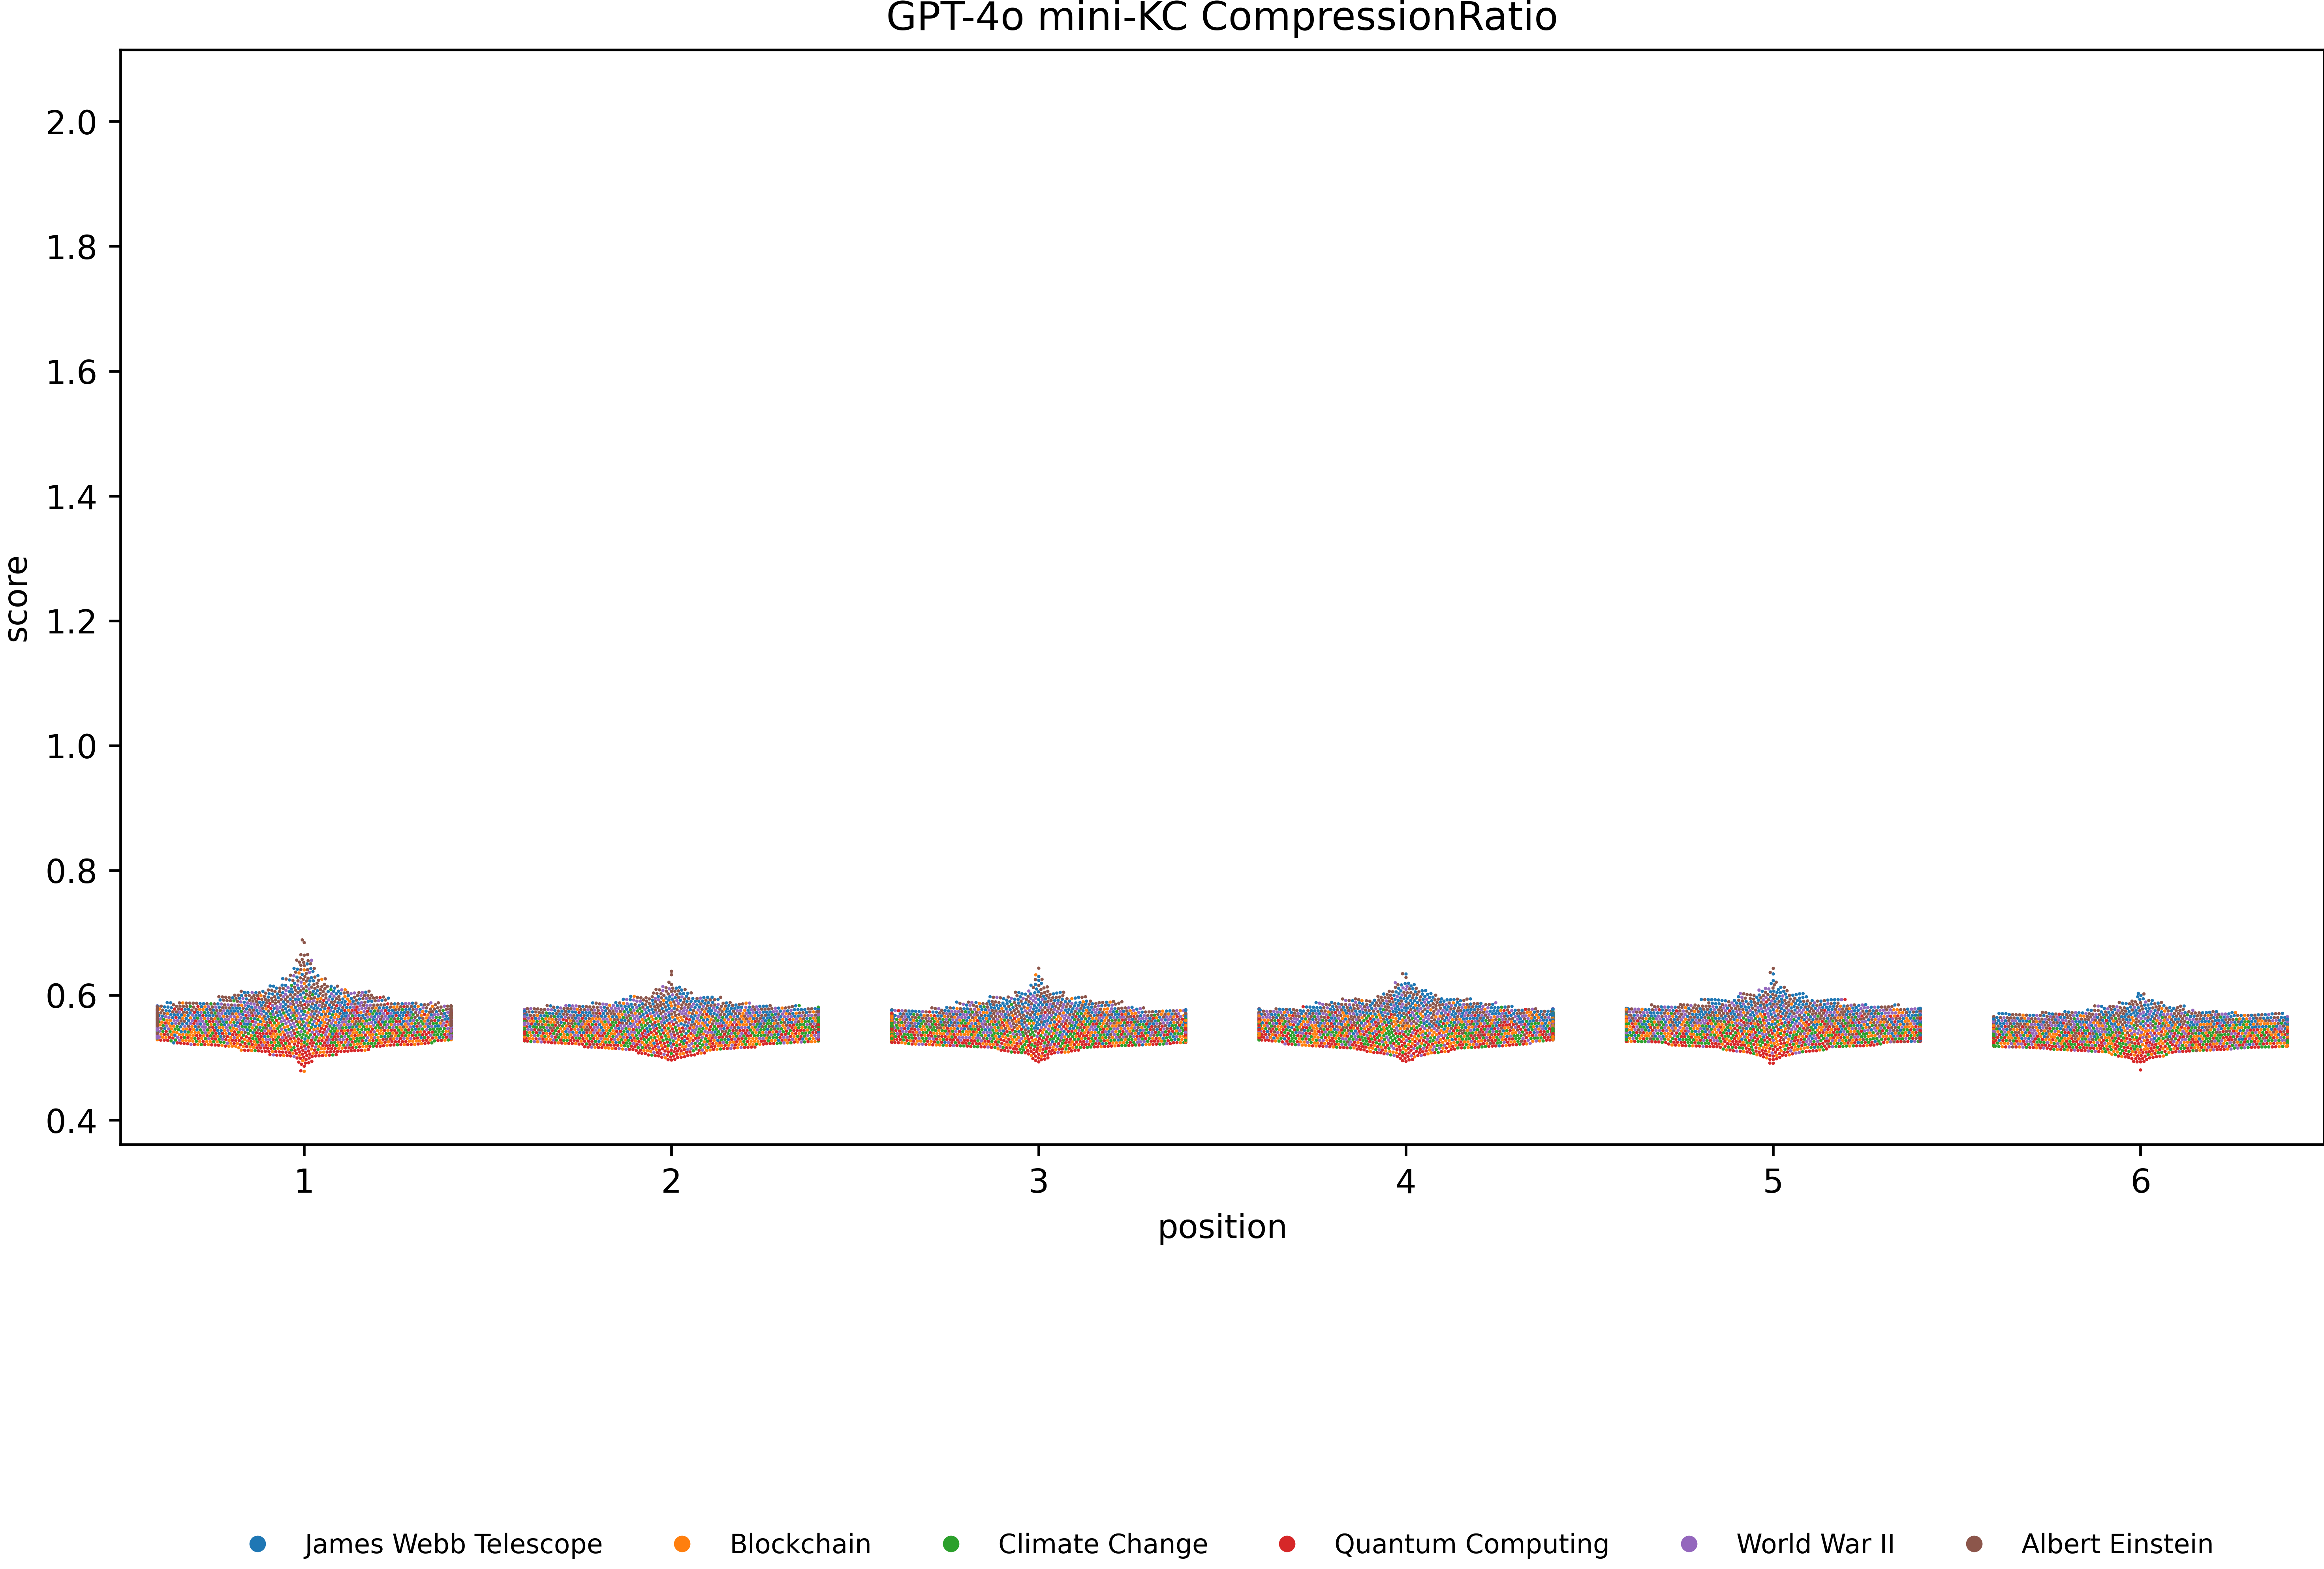 GPT-4o mini-KC CompressionRatio
score
2.0
1.8
1.6
1.4
1.2
1.0
0.8
0.6
0.4
1 2 3 4 5 6
position
James Webb Telescope Blockchain Climate Change Quantum Computing World War II Albert Einstein